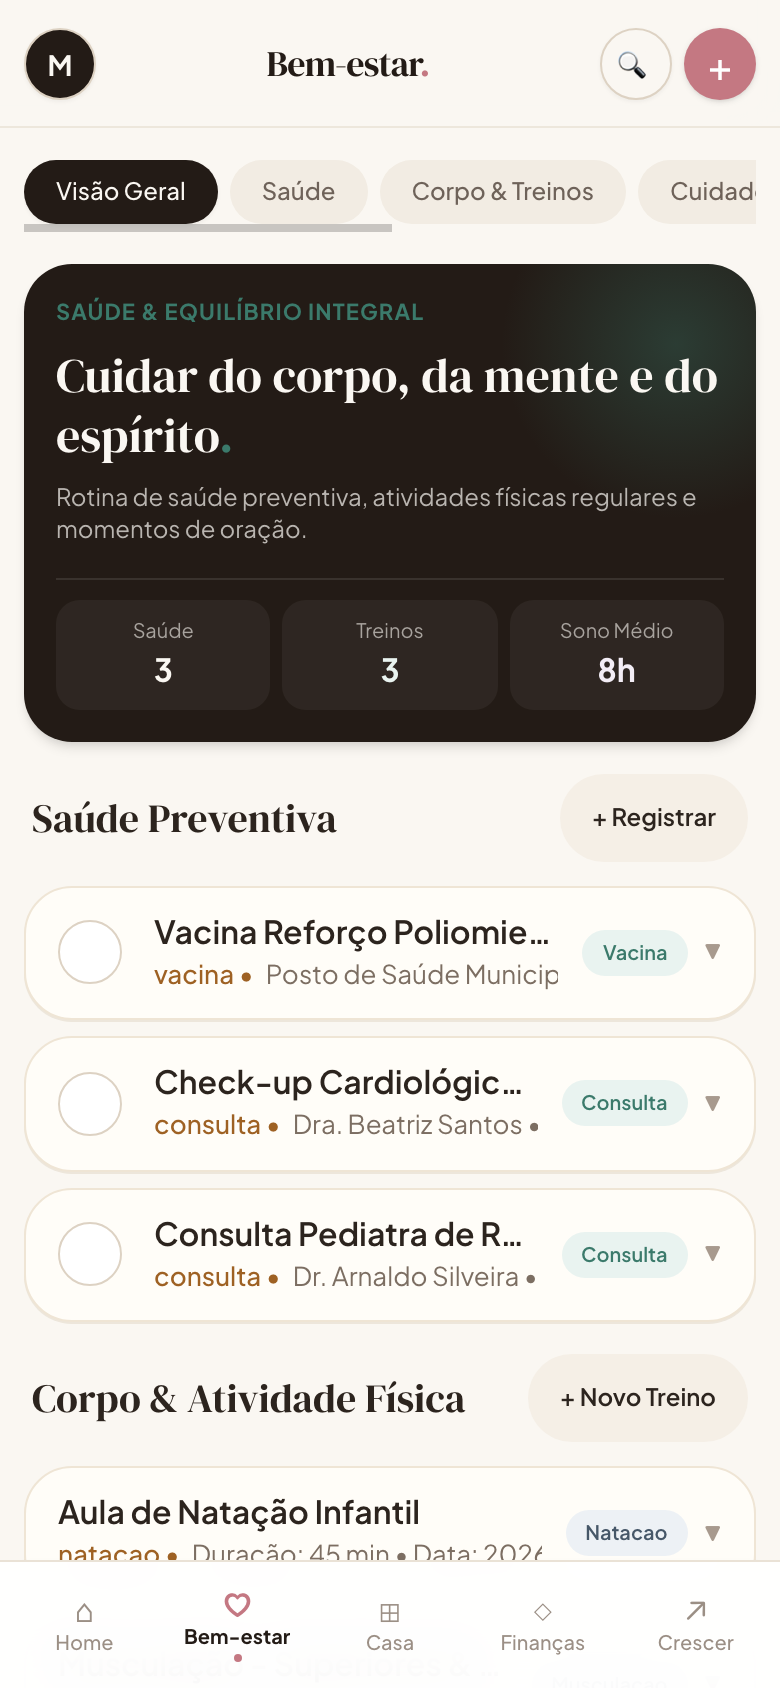 M
Bem-estar.
+
Visão Geral
Saúde
Corpo & Treinos
Cuidad
SAÚDE & EQUILÍBRIO INTEGRAL
Cuidar do corpo, da mente e do
espírito.
Rotina de saúde preventiva, atividades físicas regulares e
momentos de oração.
Saúde
3
Treinos
3
Sono Médio
8h
Saúde Preventiva
+ Registrar
Vacina Reforço Poliomie...
vacina • Posto de Saúde Municip
Vacina
Check-up Cardiológic...
consulta • Dra. Beatriz Santos •
Consulta
Consulta Pediatra de R...
consulta • Dr. Arnaldo Silveira •
Consulta
Corpo & Atividade Física
+ Novo Treino
Aula de Natação Infantil
natacao • Duração: 45 min • Data: 2026
Natacao
Musculação - Superiores & ...
Musculacao
Home
Bem-estar
Casa
Finanças
Crescer